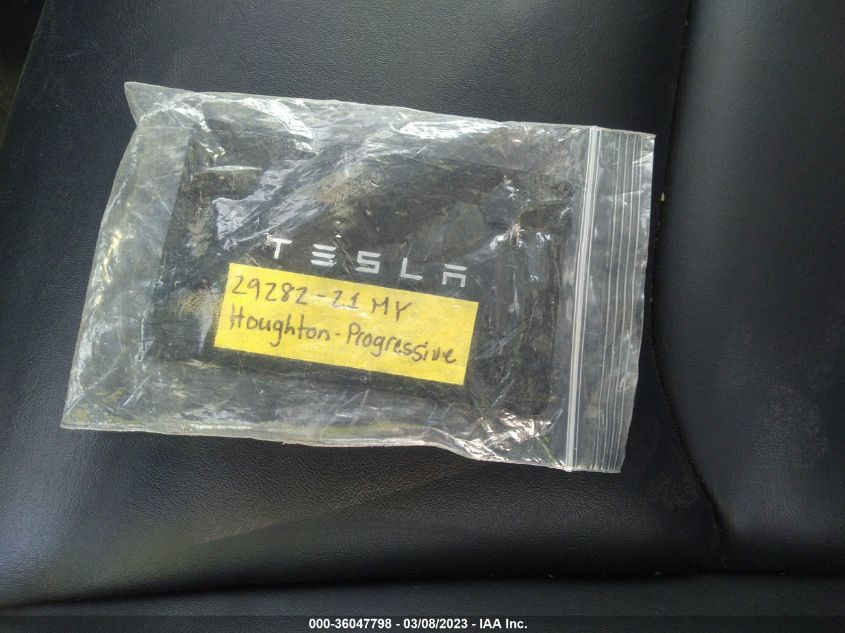 TESLA
29282-21 MY
Houghton-Progressive
000-36047798 - 03/08/2023 - IAA Inc.